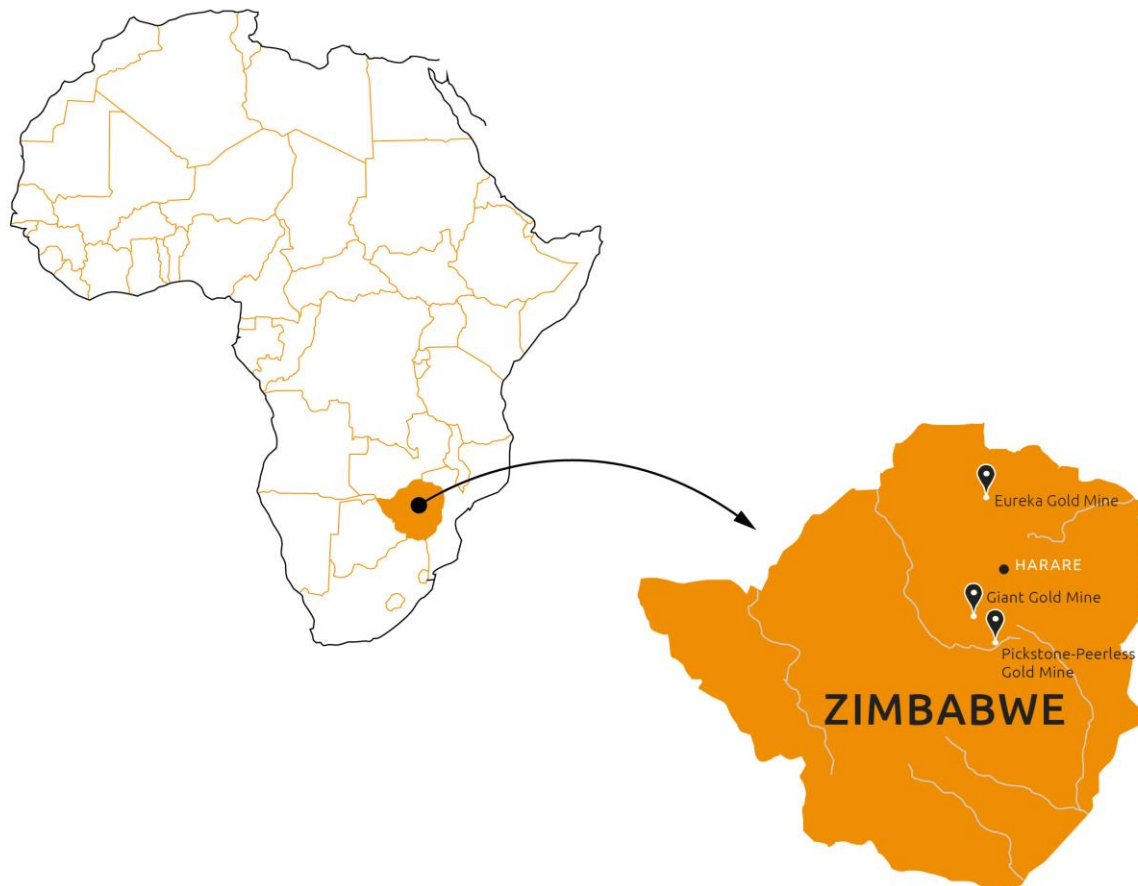 Eureka Gold Mine
HARARE
Giant Gold Mine
Pickstone-Peerless
Gold Mine
ZIMBABWE